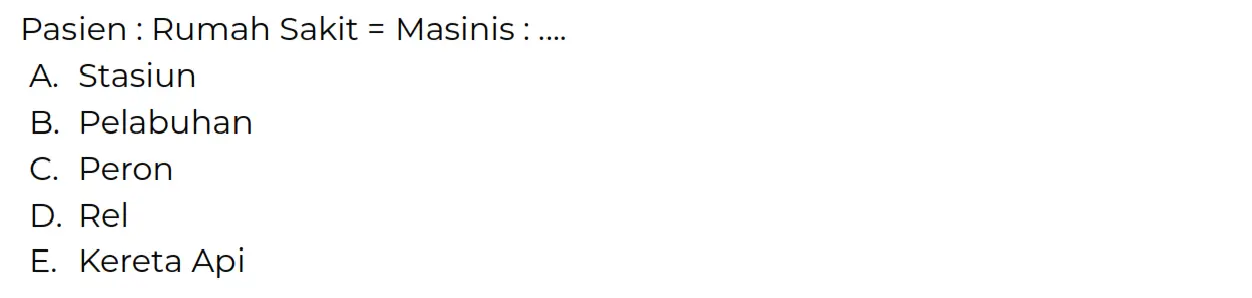 Pasien : Rumah Sakit = Masinis : ....
A. Stasiun
B. Pelabuhan
C. Peron
D. Rel
E. Kereta Api